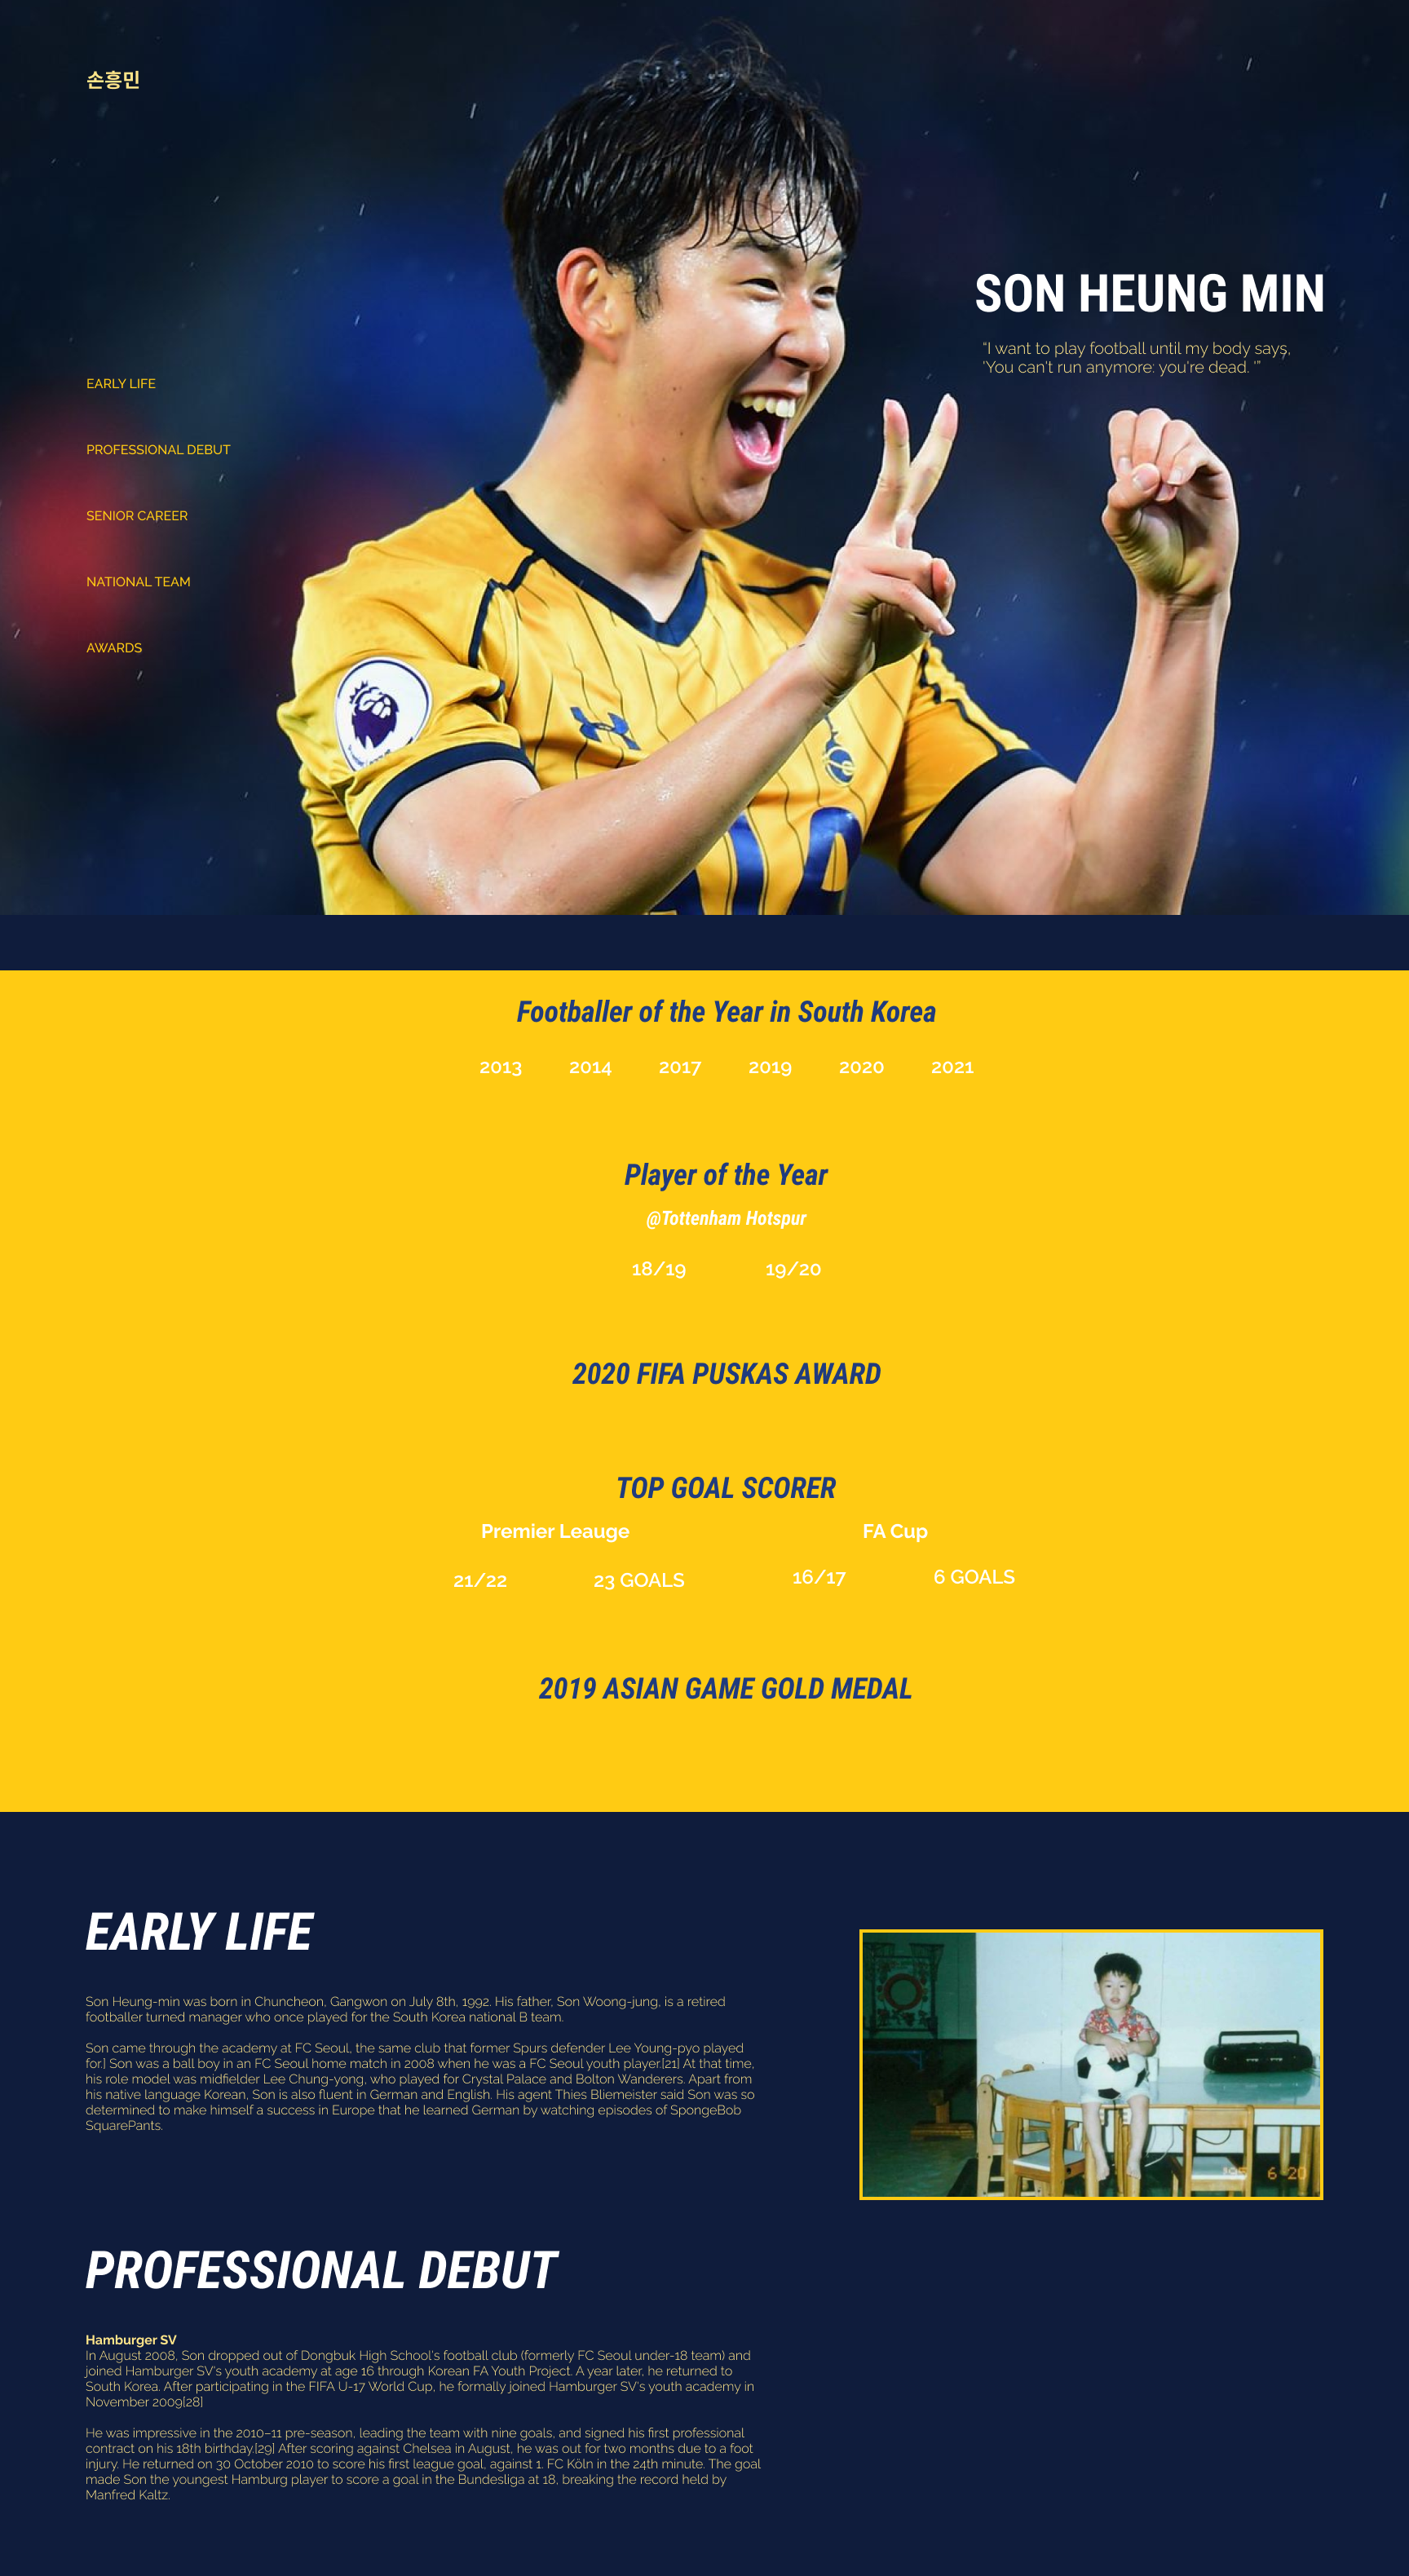 손흥민
SON HEUNG MIN
“I want to play football until my body says,
'You can't run anymore: you're dead. '”
EARLY LIFE
PROFESSIONAL DEBUT
SENIOR CAREER
NATIONAL TEAM
AWARDS
Footballer of the Year in South Korea
2013 2014 2017 2019 2020 2021
Player of the Year
@Tottenham Hotspur
18/19 19/20
2020 FIFA PUSKAS AWARD
TOP GOAL SCORER
Premier Leauge FA Cup
21/22 23 GOALS 16/17 6 GOALS
2019 ASIAN GAME GOLD MEDAL
EARLY LIFE
Son Heung-min was born in Chuncheon, Gangwon on July 8th, 1992. His father, Son Woong-jung, is a retired
footballer turned manager who once played for the South Korea national B team.
Son came through the academy at FC Seoul, the same club that former Spurs defender Lee Young-pyo played
for.] Son was a ball boy in an FC Seoul home match in 2008 when he was a FC Seoul youth player.[21] At that time,
his role model was midfielder Lee Chung-yong, who played for Crystal Palace and Bolton Wanderers. Apart from
his native language Korean, Son is also fluent in German and English. His agent Thies Bliemeister said Son was so
determined to make himself a success in Europe that he learned German by watching episodes of SpongeBob
SquarePants.
6 20
PROFESSIONAL DEBUT
Hamburger SV
In August 2008, Son dropped out of Dongbuk High School's football club (formerly FC Seoul under-18 team) and
joined Hamburger SV's youth academy at age 16 through Korean FA Youth Project. A year later, he returned to
South Korea. After participating in the FIFA U-17 World Cup, he formally joined Hamburger SV's youth academy in
November 2009[28]
He was impressive in the 2010–11 pre-season, leading the team with nine goals, and signed his first professional
contract on his 18th birthday.[29] After scoring against Chelsea in August, he was out for two months due to a foot
injury. He returned on 30 October 2010 to score his first league goal, against 1. FC Köln in the 24th minute. The goal
made Son the youngest Hamburg player to score a goal in the Bundesliga at 18, breaking the record held by
Manfred Kaltz.